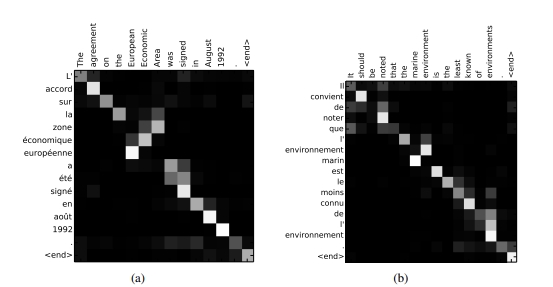 The agreement on the European Economic Area was signed in August 1992 . <end>
L'
accord
sur
la
zone
économique
européenne
a
été
signé
en
août
1992
.
<end>
(a)
It should be noted that the marine environment is the least known of environments . <end>
Il
convient
de
noter
que
l'
environnement
marin
est
le
moins
connu
de
l'
environnement
.
<end>
(b)